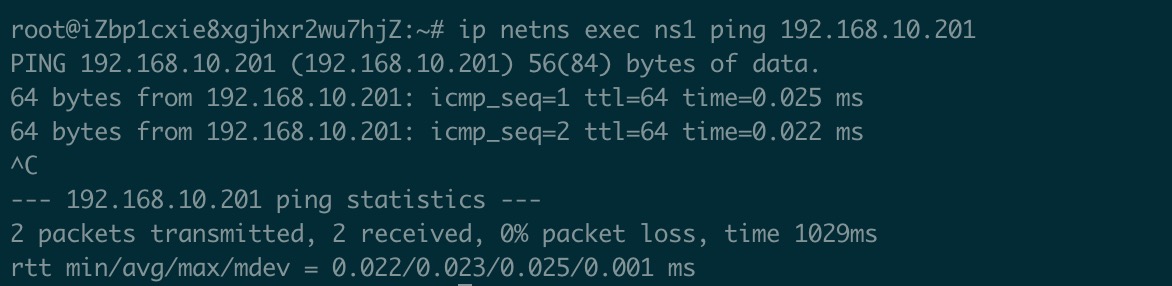 root@iZbp1cxie8xgjhxr2wu7hjZ:~# ip netns exec ns1 ping 192.168.10.201
PING 192.168.10.201 (192.168.10.201) 56(84) bytes of data.
64 bytes from 192.168.10.201: icmp_seq=1 ttl=64 time=0.025 ms
64 bytes from 192.168.10.201: icmp_seq=2 ttl=64 time=0.022 ms
^C
--- 192.168.10.201 ping statistics ---
2 packets transmitted, 2 received, 0% packet loss, time 1029ms
rtt min/avg/max/mdev = 0.022/0.023/0.025/0.001 ms